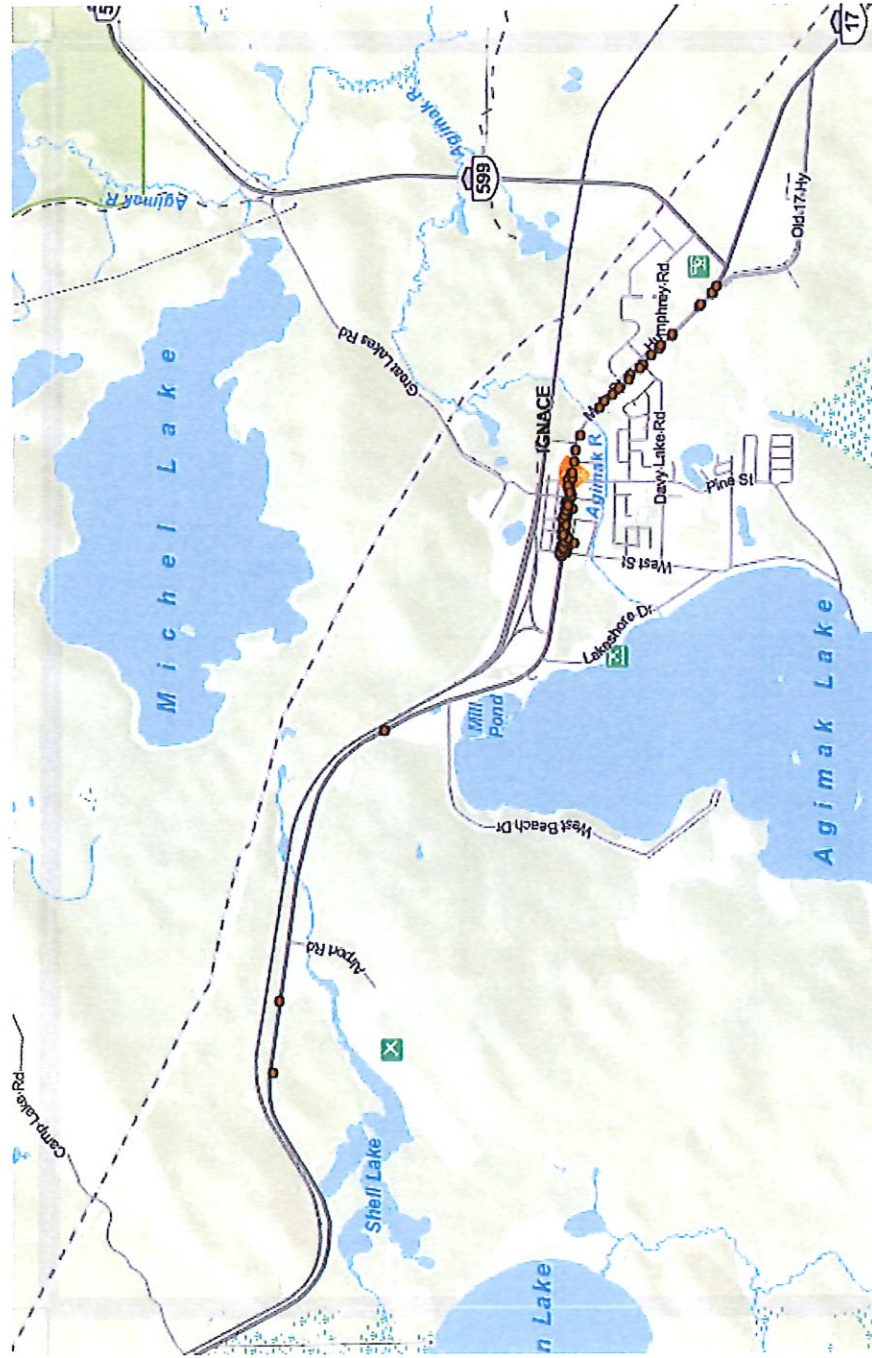 Michel Lake
Agimak R
Agimak R
599
17
Old 17 Hy
Great Lakes Rd
IGNACE
Humphrey Rd
Davy Lake Rd
Agimak R
Pine St
West St
Lakeshore Dr
Mill
Pond
West Beach Dr
Agimak Lake
Airport Rd
Camp Lake Rd
Shell Lake
n Lake